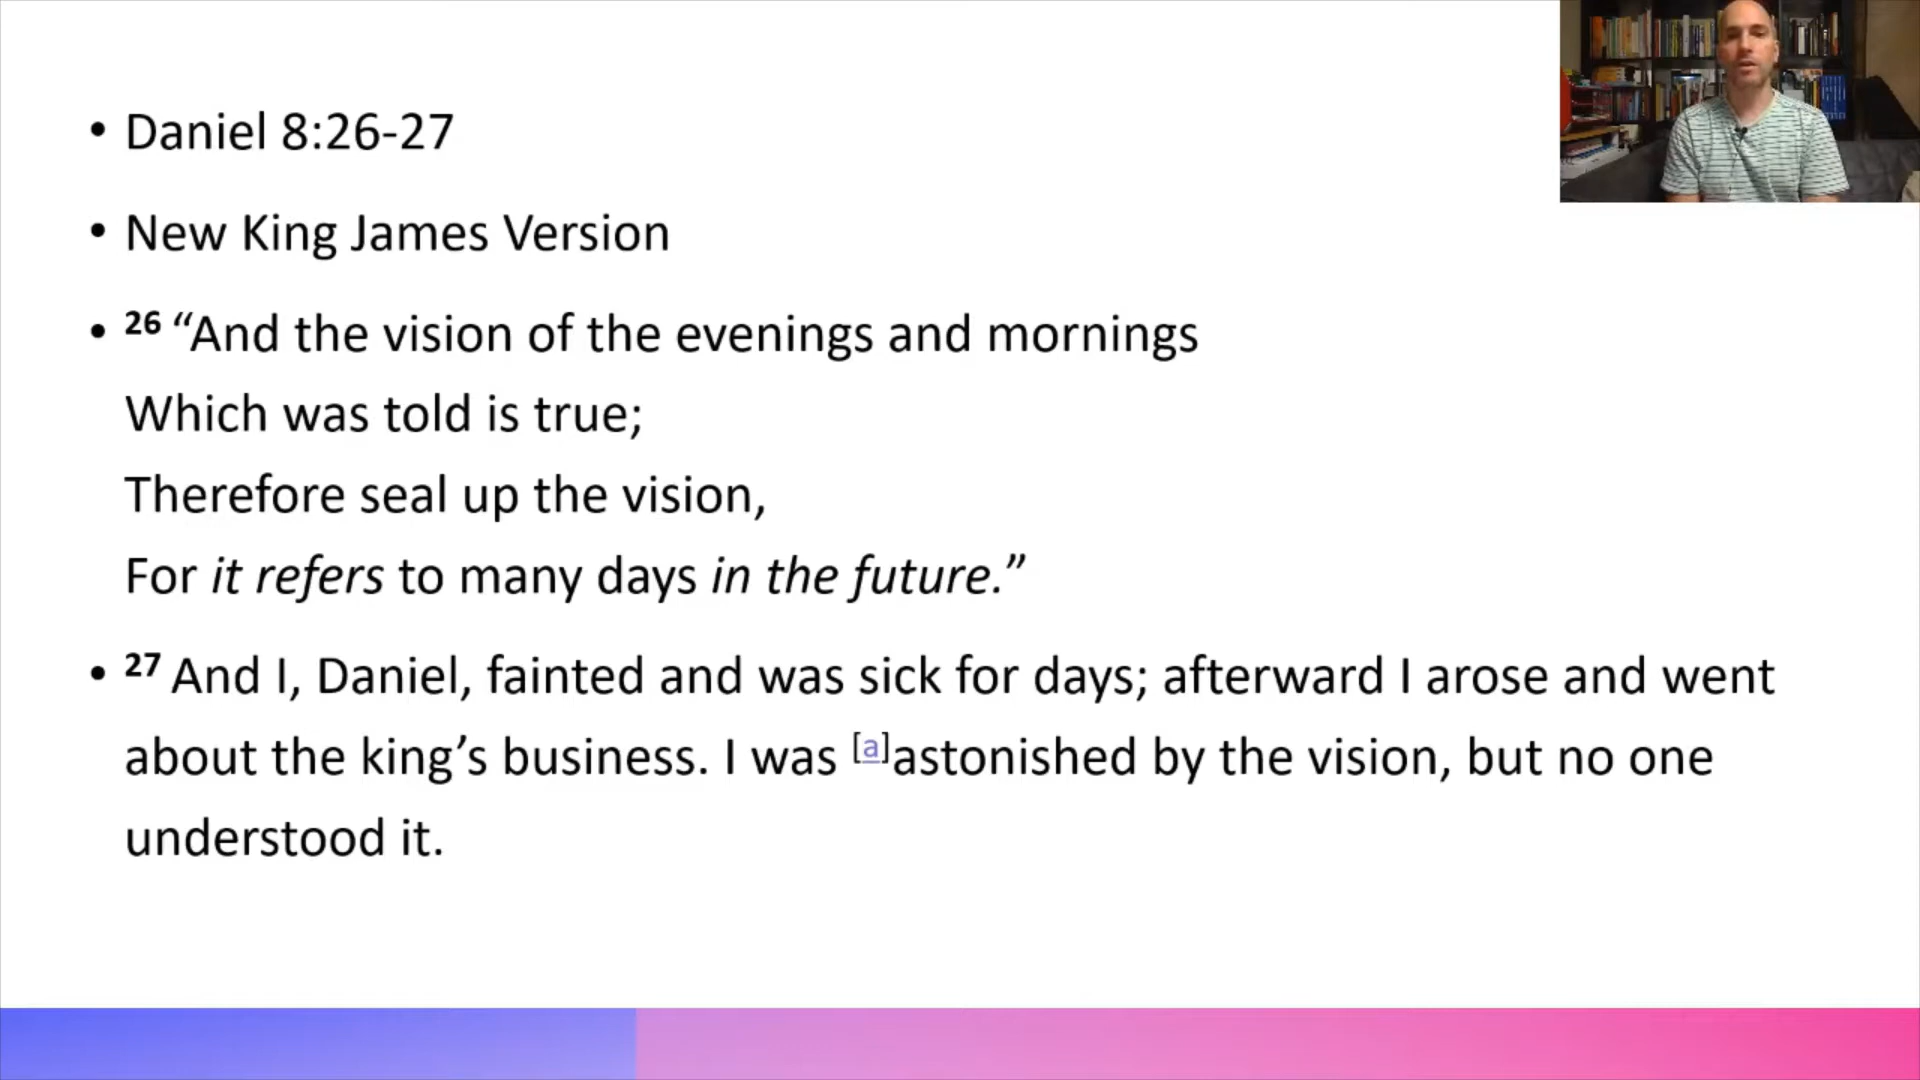 • Daniel 8:26-27
• New King James Version
• 26 “And the vision of the evenings and mornings
Which was told is true;
Therefore seal up the vision,
For it refers to many days in the future.”
• 27 And I, Daniel, fainted and was sick for days; afterward I arose and went
about the king’s business. I was [a]astonished by the vision, but no one
understood it.